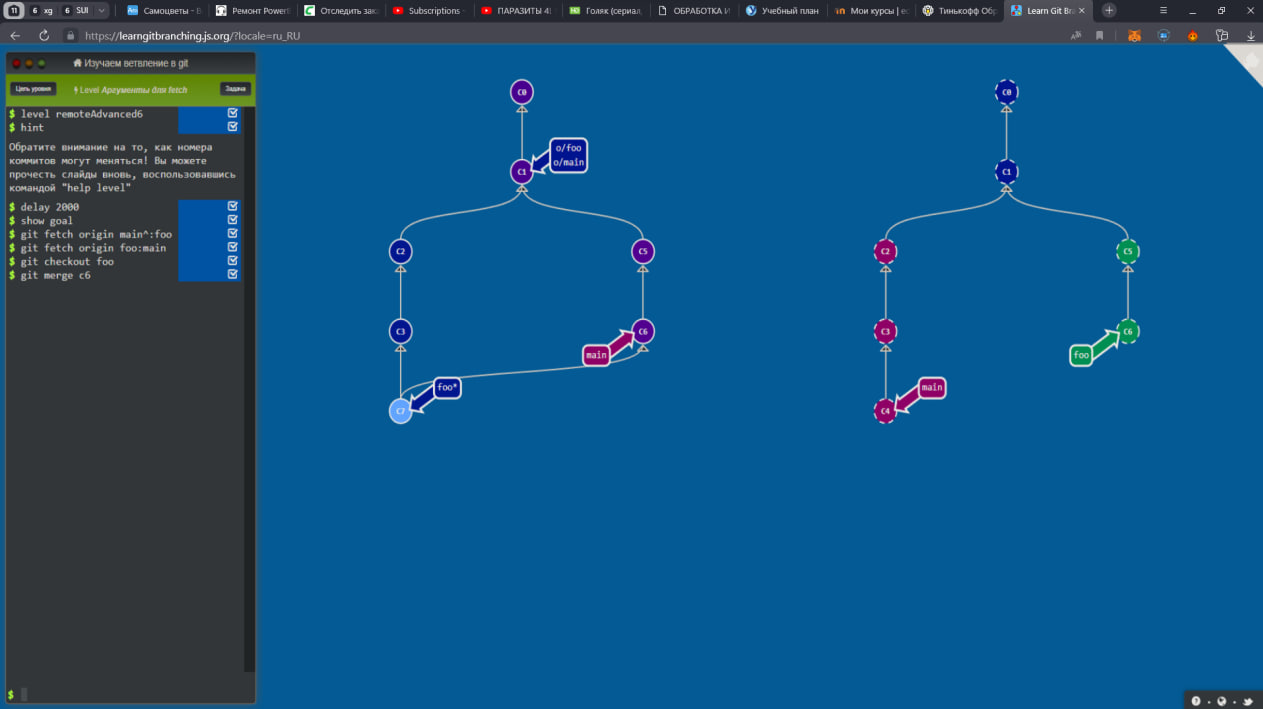 11
6 xg
6 SUI
Самоцветы - В
Ремонт PowerB
Отследить зака
Subscriptions -
ПАРАЗИТЫ 4!
Голяк (сериал,
ОБРАБОТКА И
Учебный план
Мои курсы | ec
Тинькофф Обр
Learn Git Bra
https://learngitbranching.js.org/?locale=ru_RU
Изучаем ветвление в git
Цель уровня
Level Аргументы для fetch
Задача
$ level remoteAdvanced6
$ hint
Обратите внимание на то, как номера
коммитов могут меняться! Вы можете
прочесть слайды вновь, воспользовавшись
командой "help level"
$ delay 2000
$ show goal
$ git fetch origin main^:foo
$ git fetch origin foo:main
$ git checkout foo
$ git merge c6
$
C0
o/foo
o/main
C1
C2
C5
C3
C6
main
foo*
C7
C0
C1
C2
C5
C3
C6
foo
main
C4